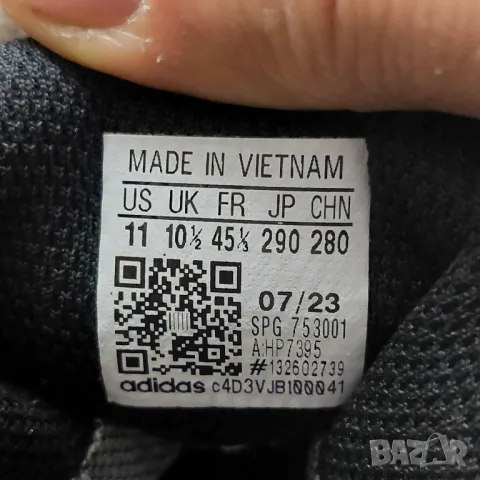 MADE IN VIETNAM
US UK FR JP CHN
11 10½ 45⅓ 290 280
07/23
SPG 753001
A:HP7395
#132602739
adidas c4D3VJB100041
BAZAR